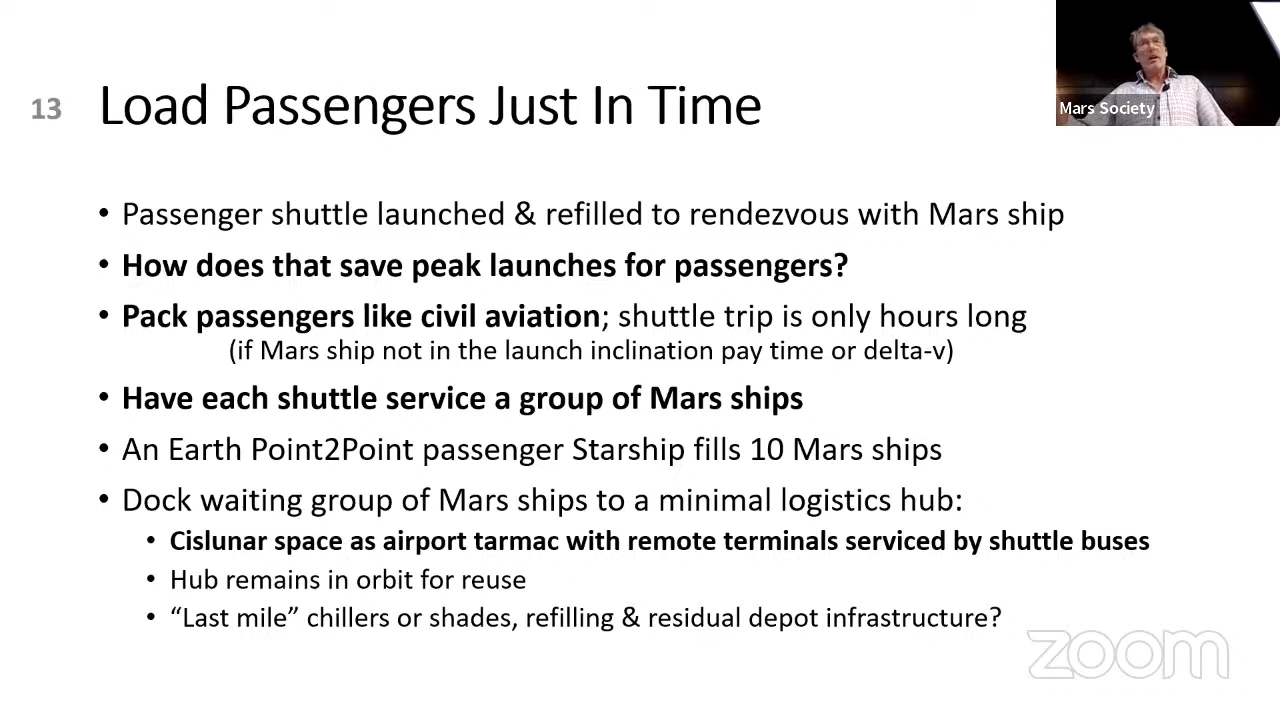 13
Load Passengers Just In Time
Mars Society
• Passenger shuttle launched & refilled to rendezvous with Mars ship
• How does that save peak launches for passengers?
• Pack passengers like civil aviation; shuttle trip is only hours long
(if Mars ship not in the launch inclination pay time or delta-v)
• Have each shuttle service a group of Mars ships
• An Earth Point2Point passenger Starship fills 10 Mars ships
• Dock waiting group of Mars ships to a minimal logistics hub:
• Cislunar space as airport tarmac with remote terminals serviced by shuttle buses
• Hub remains in orbit for reuse
• “Last mile” chillers or shades, refilling & residual depot infrastructure?
zoom